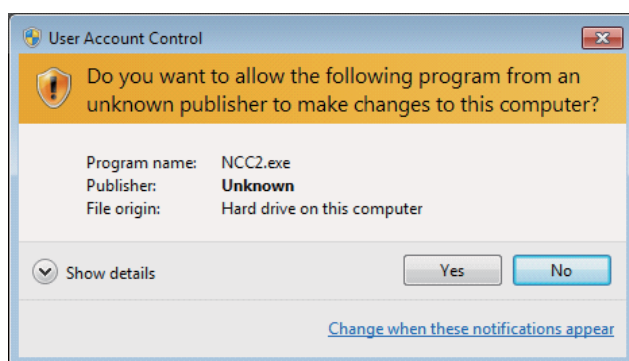 User Account Control
Do you want to allow the following program from an
unknown publisher to make changes to this computer?
Program name: NCC2.exe
Publisher: Unknown
File origin: Hard drive on this computer
Show details
Yes
No
Change when these notifications appear